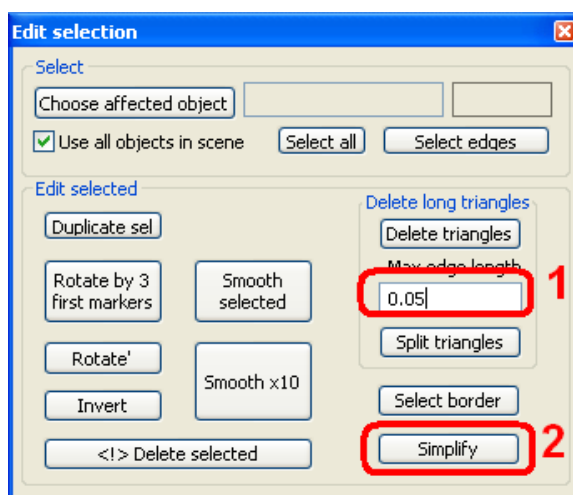 Edit selection
Select
Choose affected object
Use all objects in scene
Select all
Select edges
Edit selected
Duplicate sel
Rotate by 3
first markers
Smooth
selected
Rotate'
Invert
Smooth x10
<!> Delete selected
Delete long triangles
Delete triangles
Max edge length
0.05
1
Split triangles
Select border
Simplify
2